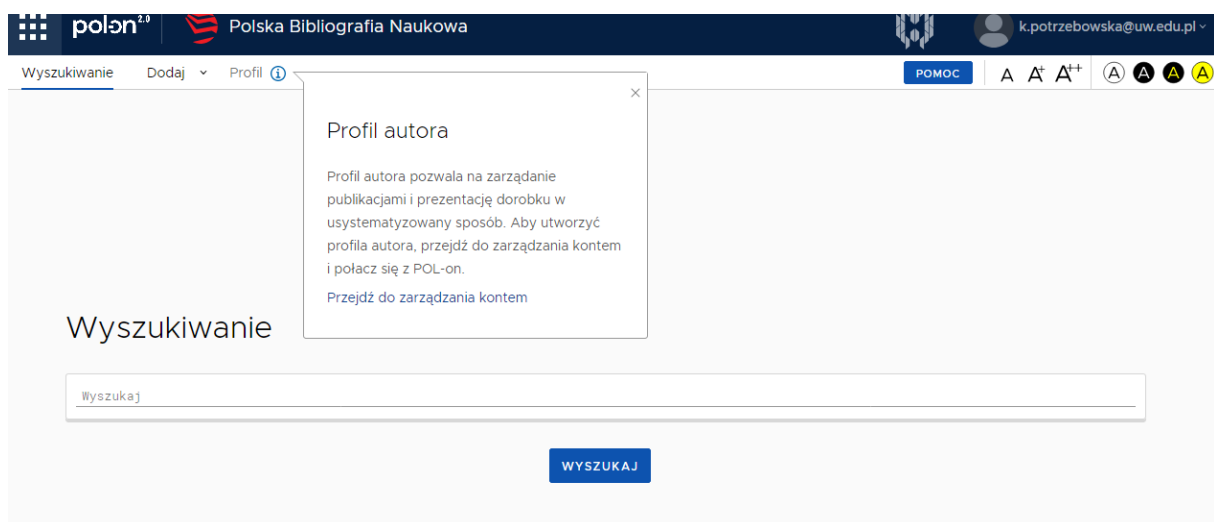 polon 2.0
Polska Bibliografia Naukowa
k.potrzebowska@uw.edu.pl
Wyszukiwanie Dodaj Profil i
POMOC A A+ A++ A A A A
×
Profil autora
Profil autora pozwala na zarządanie
publikacjami i prezentację dorobku w
usystematyzowany sposób. Aby utworzyć
profila autora, przejdź do zarządzania kontem
i połacz się z POL-on.
Przejdź do zarządzania kontem
Wyszukiwanie
Wyszukaj
WYSZUKAJ